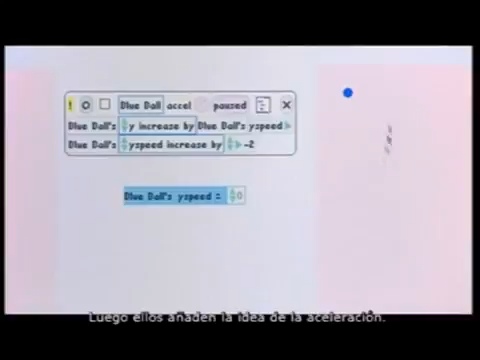 ! Blue Ball accel paused
Blue Ball's y increase by Blue Ball's yspeed
Blue Ball's yspeed increase by -2
Blue Ball's yspeed = 0
Luego ellos añaden la idea de la aceleración.